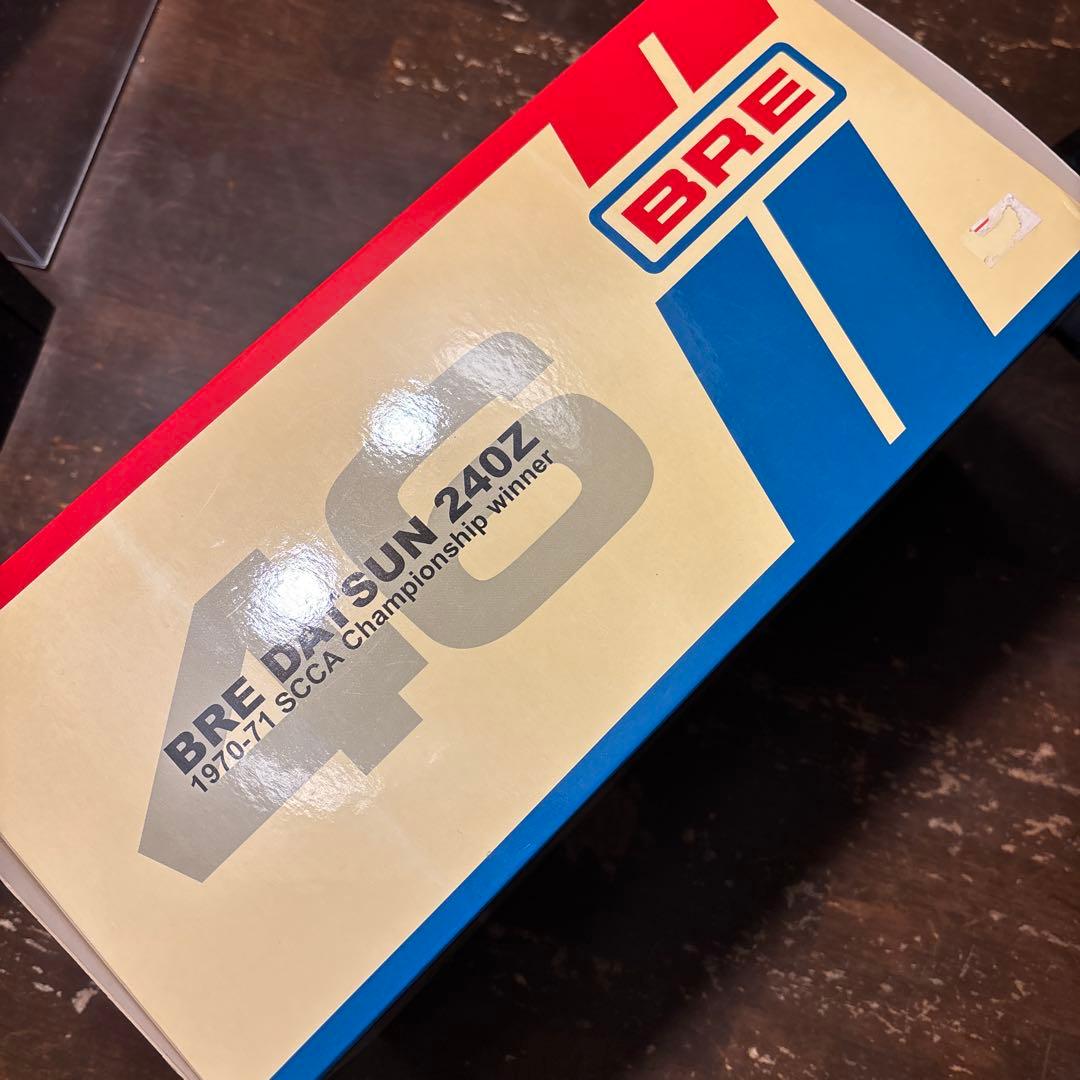 BRE
46
BRE DATSUN 240Z
1970-71 SCCA Championship winner